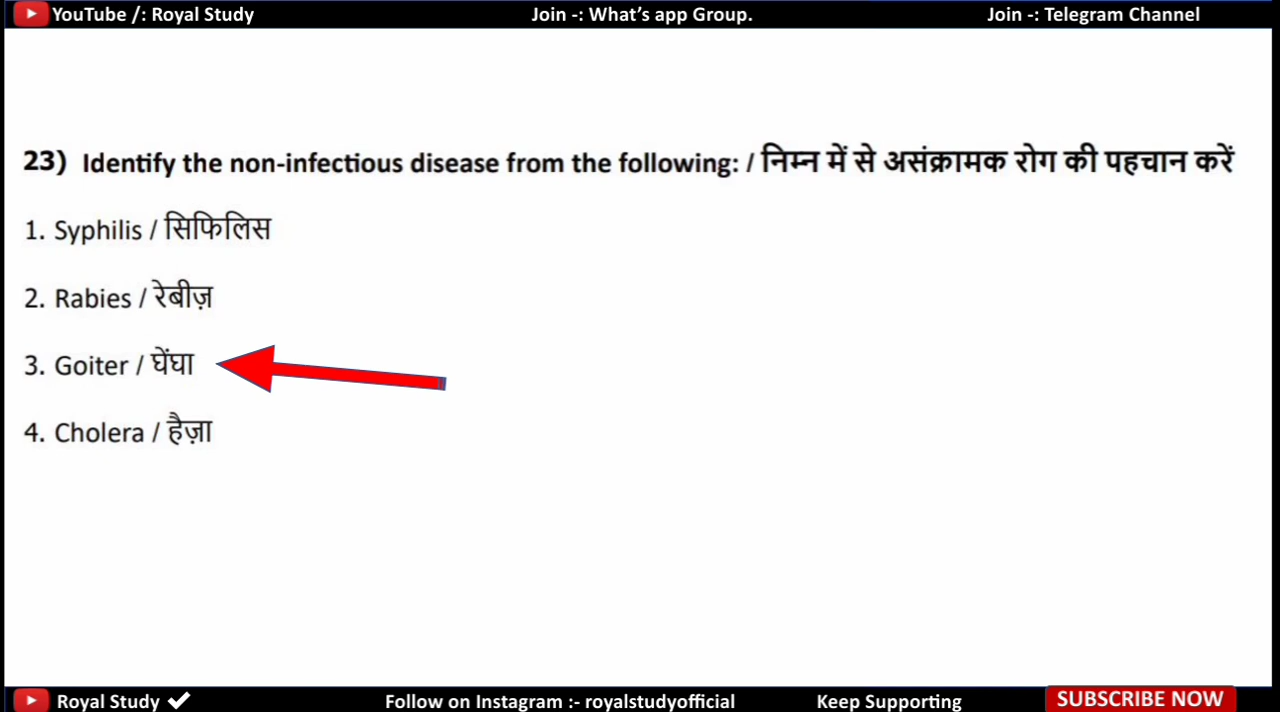 YouTube /: Royal Study Join -: What’s app Group. Join -: Telegram Channel
23) Identify the non-infectious disease from the following: / निम्न में से असंक्रामक रोग की पहचान करें
1. Syphilis / सिफिलिस
2. Rabies / रेबीज़
3. Goiter / घेंघा
4. Cholera / हैज़ा
Royal Study Follow on Instagram :- royalstudyofficial Keep Supporting SUBSCRIBE NOW